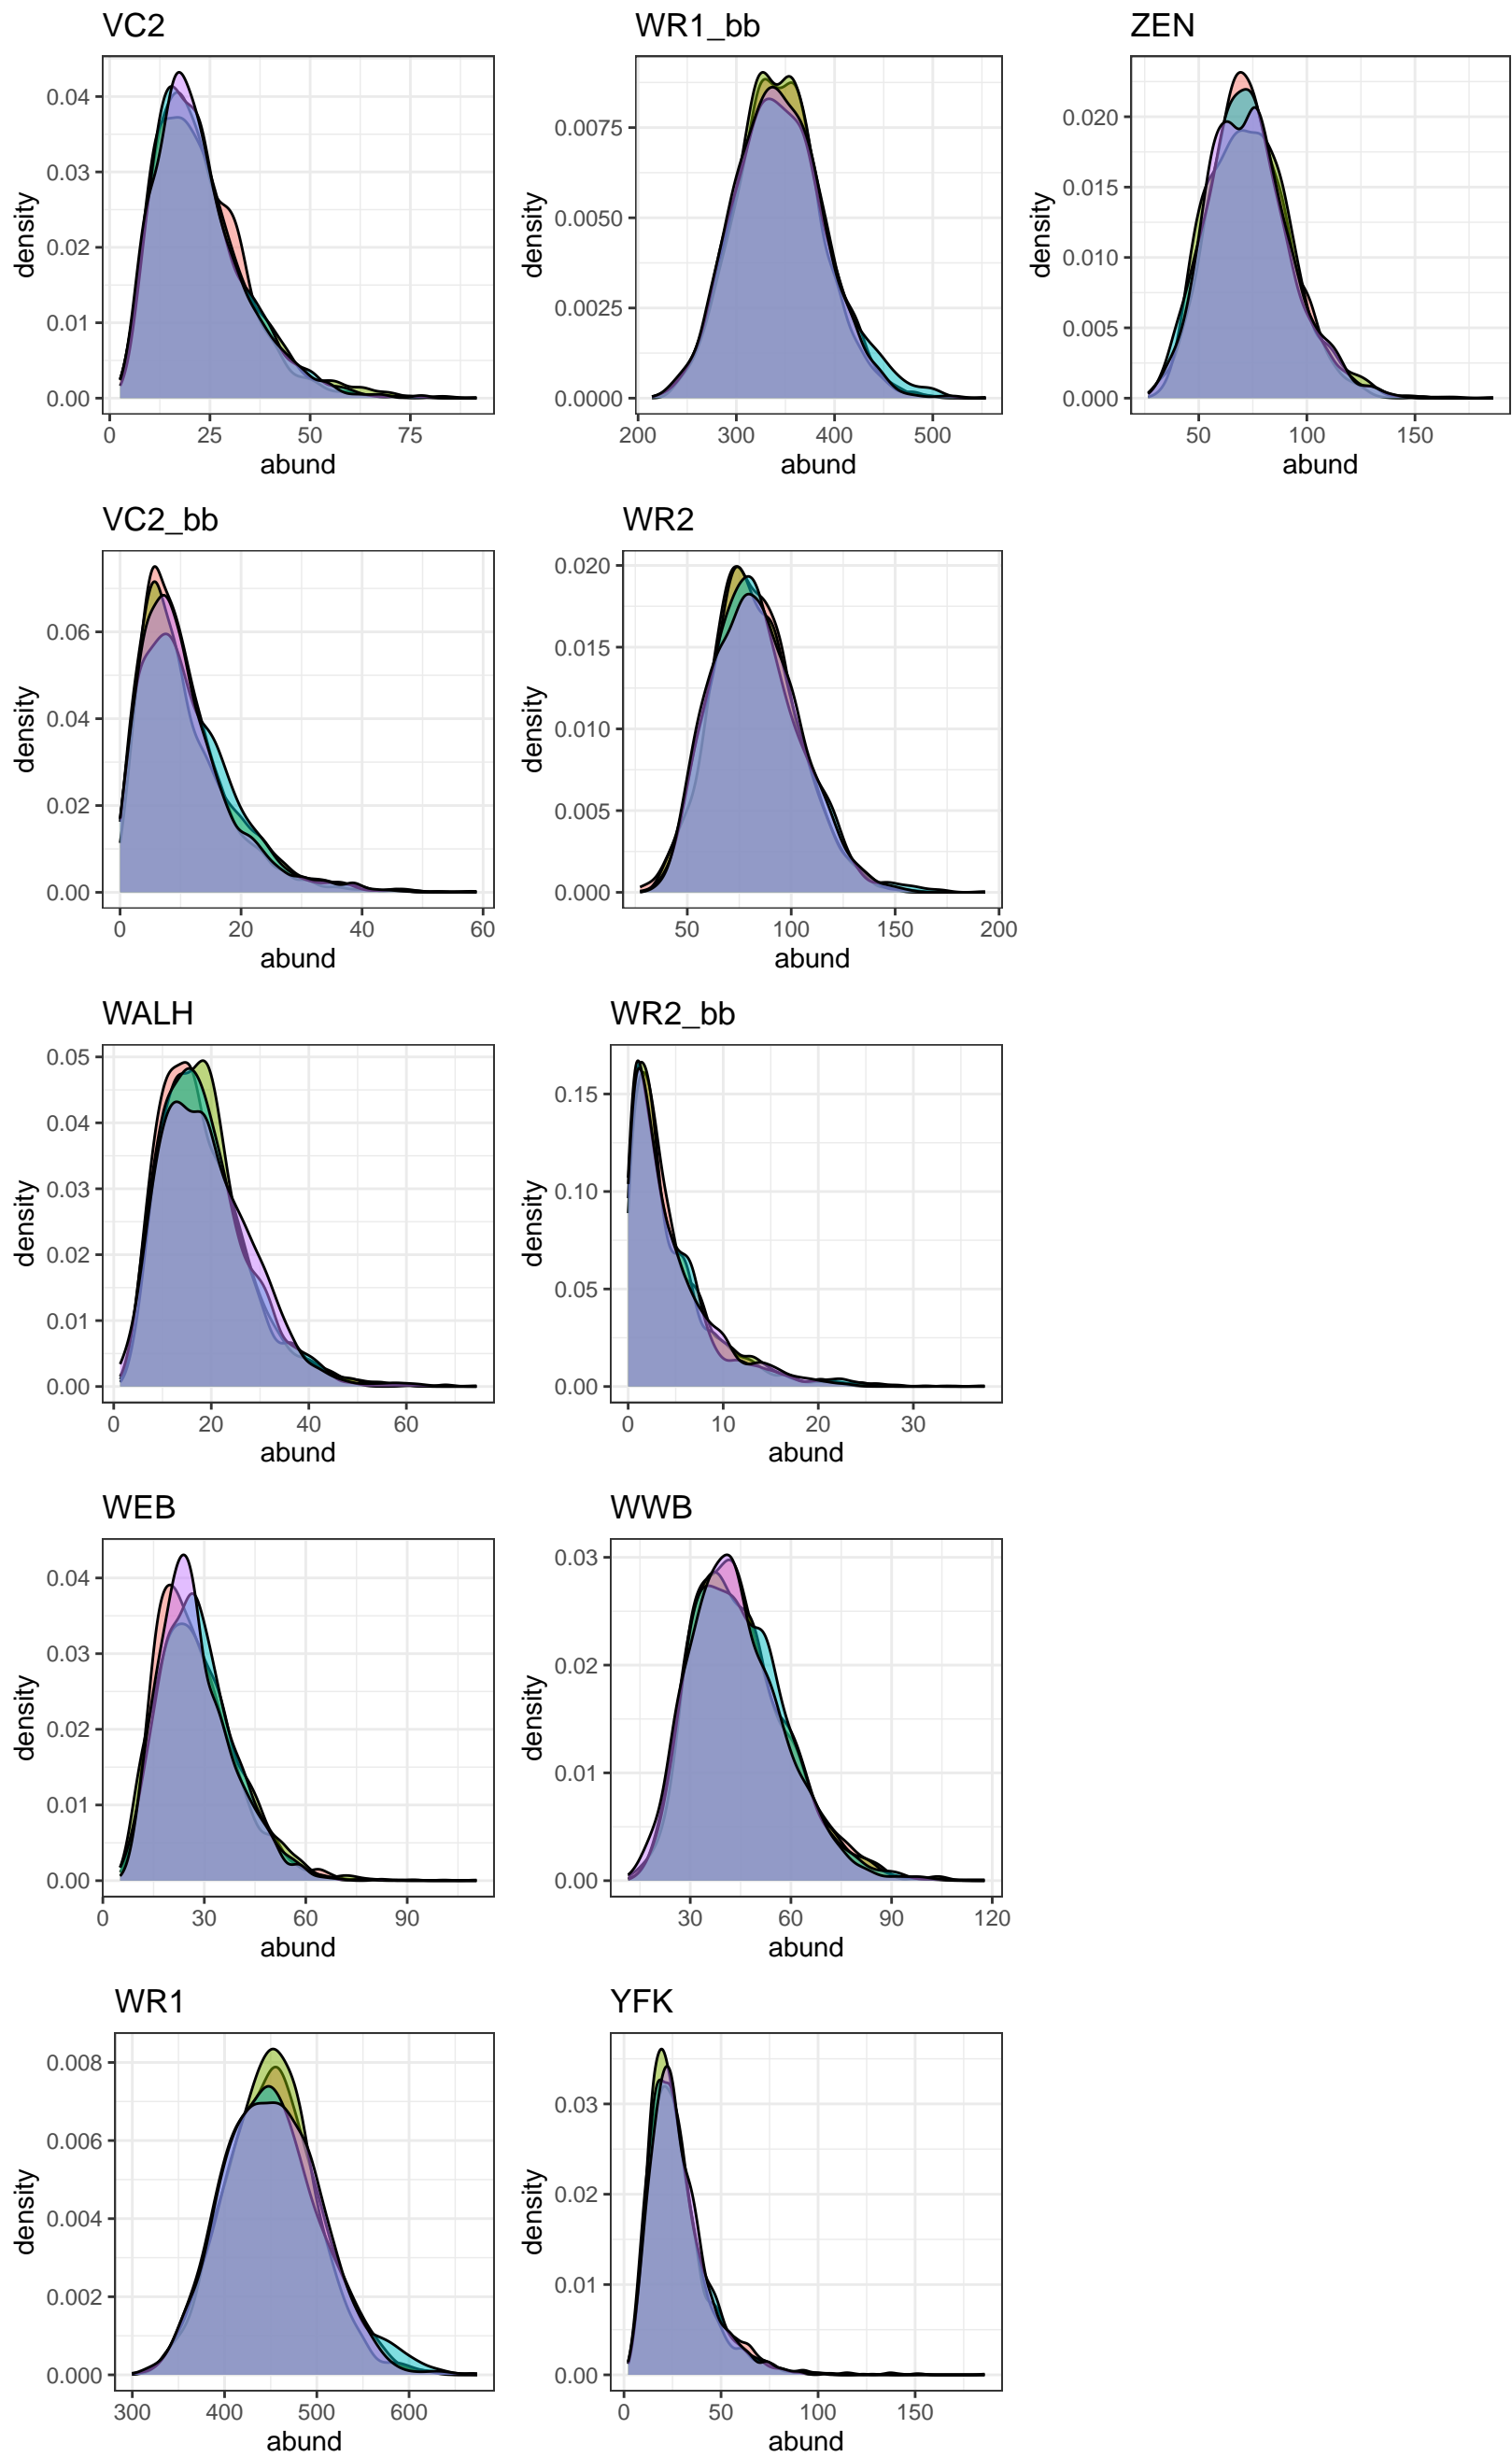 VC2
density
0.04
0.03
0.02
0.01
0.00
0 25 50 75
abund
WR1_bb
density
0.0075
0.0050
0.0025
0.0000
200 300 400 500
abund
ZEN
density
0.020
0.015
0.010
0.005
0.000
50 100 150
abund
VC2_bb
density
0.06
0.04
0.02
0.00
0 20 40 60
abund
WR2
density
0.020
0.015
0.010
0.005
0.000
50 100 150 200
abund
WALH
density
0.05
0.04
0.03
0.02
0.01
0.00
0 20 40 60
abund
WR2_bb
density
0.15
0.10
0.05
0.00
0 10 20 30
abund
WEB
density
0.04
0.03
0.02
0.01
0.00
0 30 60 90
abund
WWB
density
0.03
0.02
0.01
0.00
30 60 90 120
abund
WR1
density
0.008
0.006
0.004
0.002
0.000
300 400 500 600
abund
YFK
density
0.03
0.02
0.01
0.00
0 50 100 150
abund